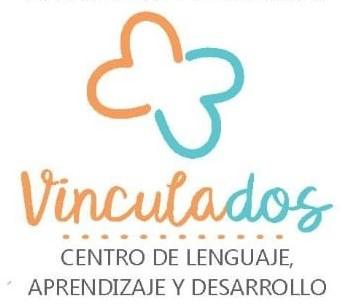 Vinculados
CENTRO DE LENGUAJE,
APRENDIZAJE Y DESARROLLO